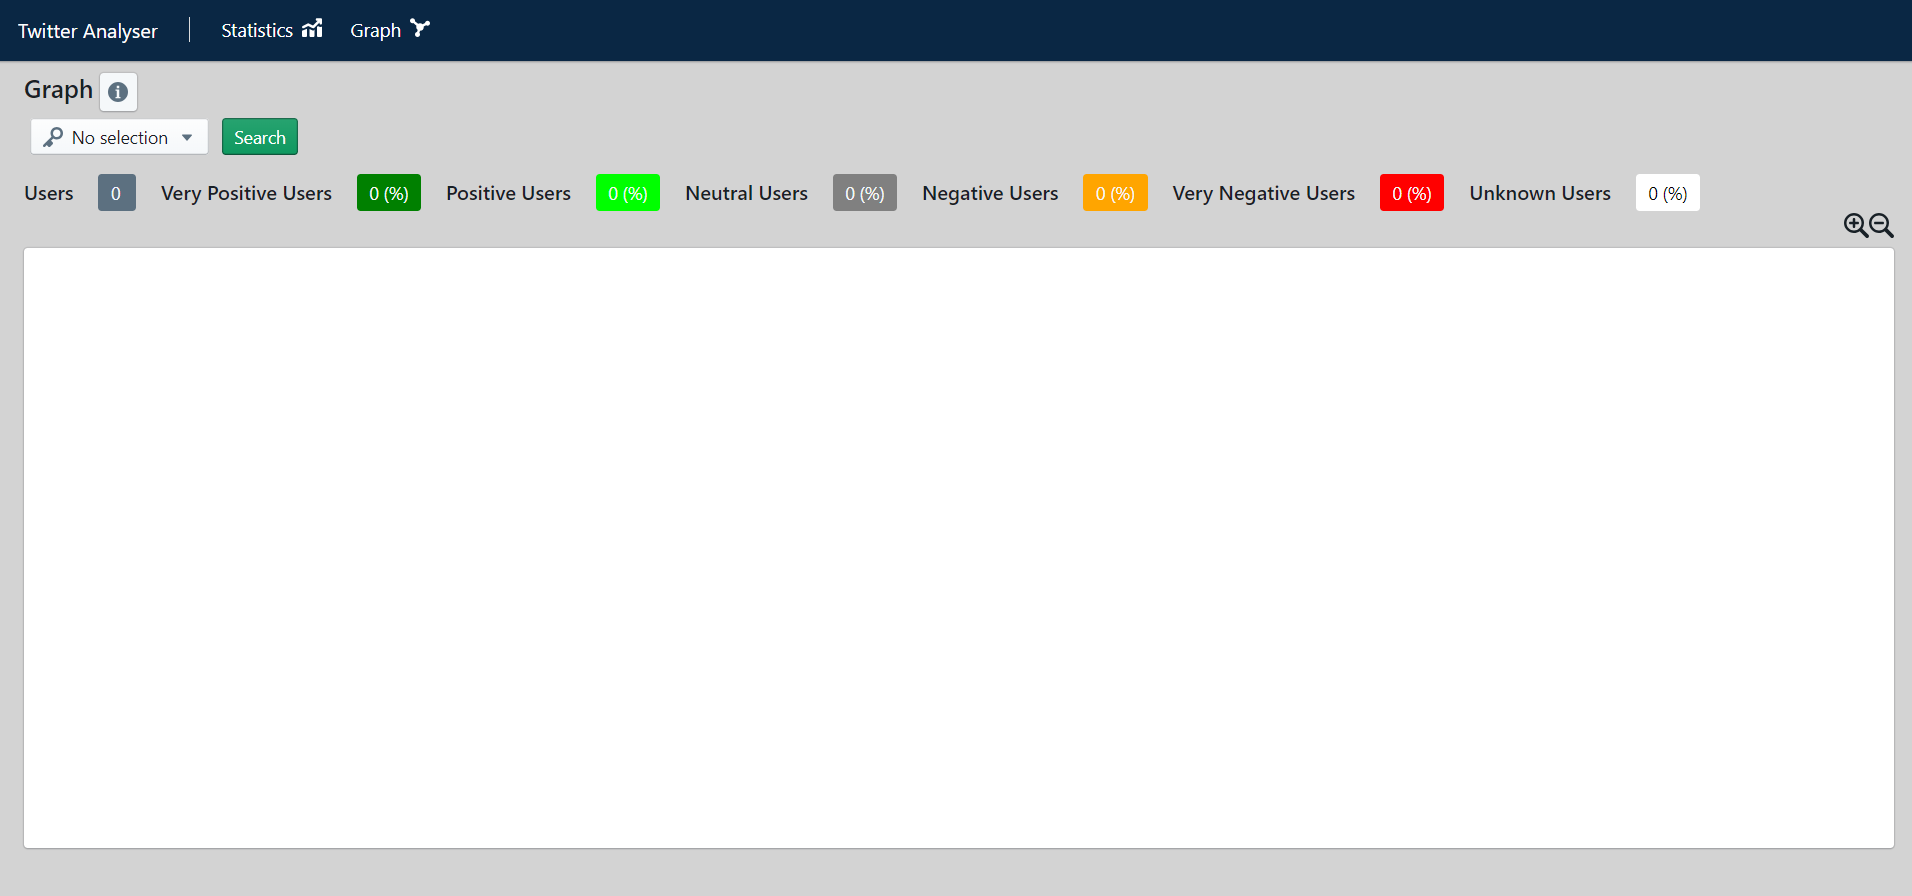 Twitter Analyser Statistics Graph
Graph
No selection Search
Users 0 Very Positive Users 0 (%) Positive Users 0 (%) Neutral Users 0 (%) Negative Users 0 (%) Very Negative Users 0 (%) Unknown Users 0 (%)